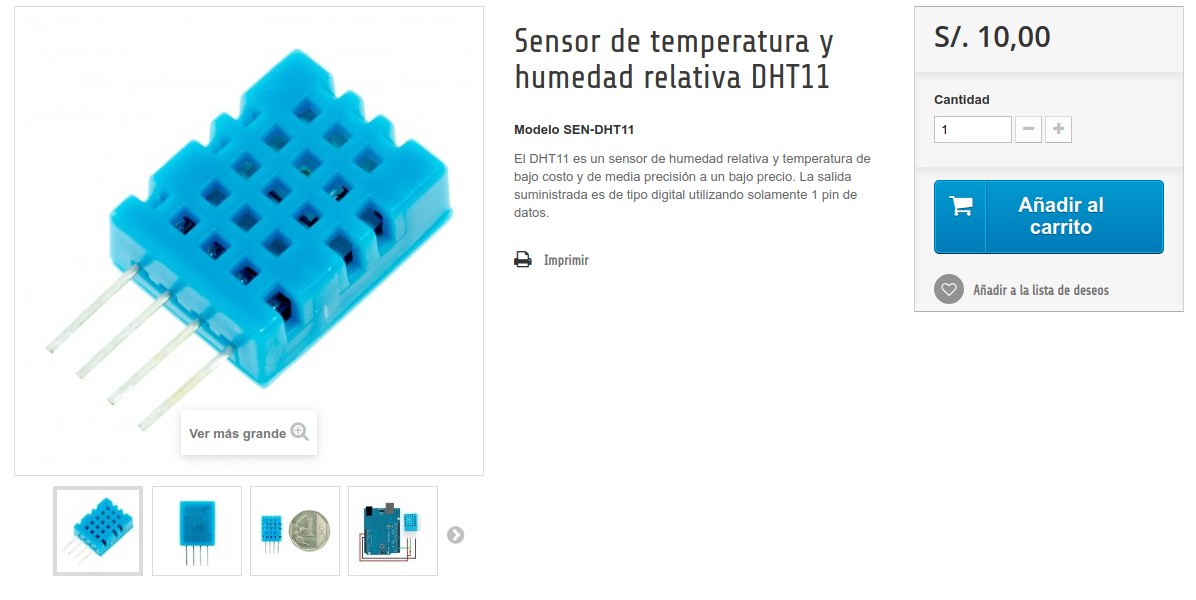 Sensor de temperatura y
humedad relativa DHT11
Modelo SEN-DHT11
El DHT11 es un sensor de humedad relativa y temperatura de
bajo costo y de media precisión a un bajo precio. La salida
suministrada es de tipo digital utilizando solamente 1 pin de
datos.
Imprimir
Ver más grande
S/. 10,00
Cantidad
1
Añadir al
carrito
Añadir a la lista de deseos